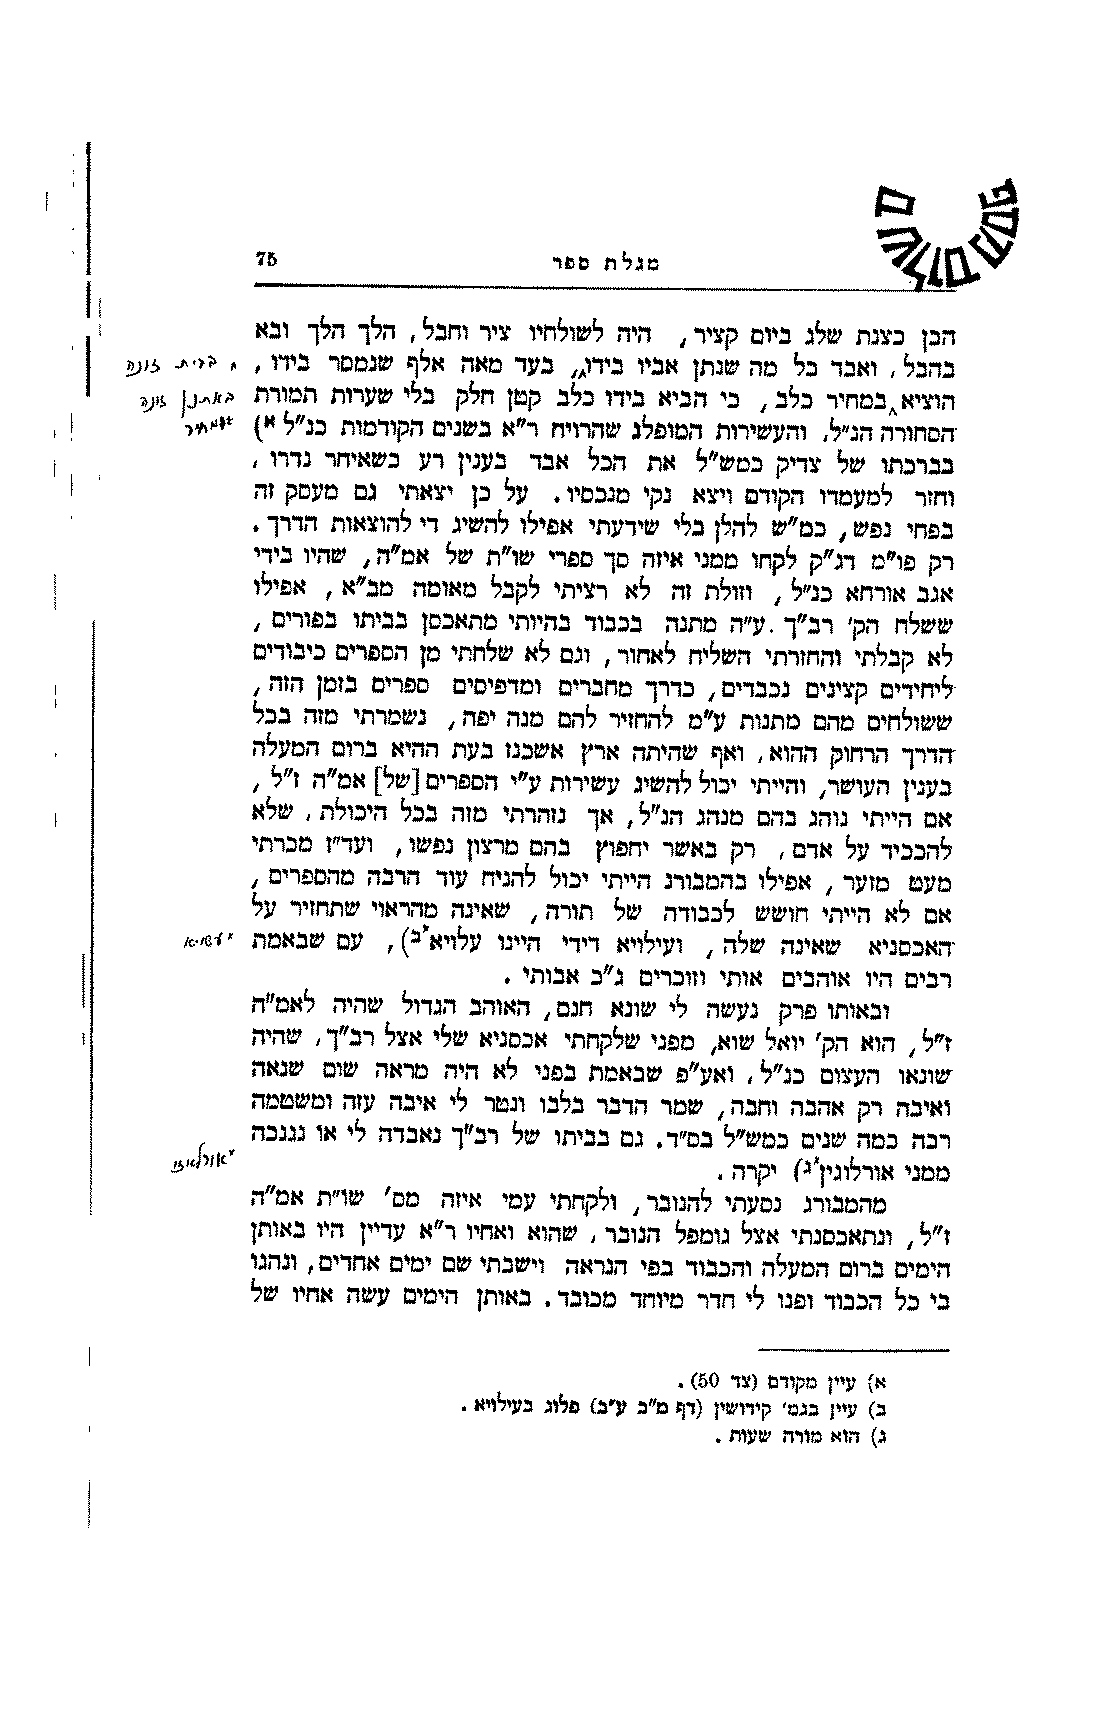 75 מגלת ספר
הכן כצנת שלג ביום קציר, היה לשולחיו ציר וחבל, הלך הלך ובא
בהבל, ואבד כל מה שנתן אביו בידו, בעד מאה אלף שנמסר בידו,
הוציא במחיר כלב, כי הביא בידו כלב קטן חלק בלי שערות תמורת
הסחורה הנ"ל, והעשירות המופלג שהרויח ר"א בשנים הקודמות כנ"ל א)
בברכתו של צדיק כמש"ל את הכל אבד בענין רע כשאיחר נדרו,
וחזר למעמדו הקודם ויצא נקי מנכסיו. על כן יצאתי גם מעסק זה
בפחי נפש, כמ"ש להלן בלי שידעתי אפילו להשיג די להוצאות הדרך.
רק פו"מ דג"ק לקחו ממני איזה סך ספרי שו"ת של אמ"ה, שהיו בידי
אגב אורחא כנ"ל, וזולת זה לא רציתי לקבל מאומה מב"א, אפילו
ששלח הק' רב"ך ע"ה מתנה בכבוד בהיותי מתאכסן בביתו בפורים,
לא קבלתי והחזרתי השליח לאחור, וגם לא שלחתי מן הספרים כיבודים
ליחידים קצינים נכבדים, כדרך מחברים ומדפיסים ספרים בזמן הזה,
ששולחים מהם מתנות ע"מ להחזיר להם מנה יפה, נשמרתי מזה בכל
הדרך הרחוק ההוא, ואף שהיתה ארץ אשכנז בעת ההיא ברום המעלה
בענין העושר, והייתי יכול להשיג עשירות ע"י הספרים [של] אמ"ה ז"ל,
אם הייתי נוהג בהם מנהג הנ"ל, אך נזהרתי מזה בכל היכולת, שלא
להכביד על אדם, רק באשר יחפוץ בהם מרצון נפשו, ועד"ז מכרתי
מעט מזער, אפילו בהמבורג הייתי יכול להניח עוד הרבה מהספרים,
אם לא הייתי חושש לכבודה של תורה, שאינה מהראוי שתחזיר על
האכסניא שאינה שלה, ועילויא דידי היינו עלויא* ב), עם שבאמת
רבים היו אוהבים אותי וזוכרים ג"כ אבותי.
ובאותו פרק נעשה לי שונא חנם, האוהב הגדול שהיה לאמ"ה
ז"ל, הוא הק' יואל שוא, מפני שלקחתי אכסניא שלי אצל רב"ך, שהיה
שונאו העצום כנ"ל, ואע"פ שבאמת בפני לא היה מראה שום שנאה
ואיבה רק אהבה וחבה, שמר הדבר בלבו ונטר לי איבה עזה ומשטמה
רבה כמה שנים כמש"ל בס"ד. גם בביתו של רב"ך נאבדה לי או נגנבה
ממני אורלוגין* ג) יקרה.
מהמבורג נסעתי להנובר, ולקחתי עמי איזה מס' שו"ת אמ"ה
ז"ל, ונתאכסנתי אצל גומפל הנובר, שהוא ואחיו ר"א עדיין היו באותן
הימים ברום המעלה והכבוד בפי הנראה וישבתי שם ימים אחדים, ונהגו
בי כל הכבוד ופנו לי חדר מיוחד מכובד. באותן הימים עשה אחיו של
א) עיין מקודם (צד 50).
ב) עיין בגמ' קידושין (דף מ"ב ע"ב) פלוג בעילויא.
ג) הוא מורה שעות.
זונה
באתנן זונה